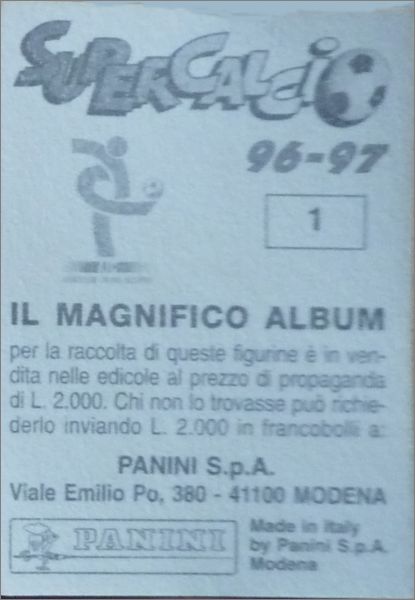 SUPERCALCIO
96-97
1
IL MAGNIFICO ALBUM
per la raccolta di queste figurine è in ven-
dita nelle edicole al prezzo di propaganda
di L. 2.000. Chi non lo trovasse può richie-
derlo inviando L. 2.000 in francobolli a:
PANINI S.p.A.
Viale Emilio Po, 380 - 41100 MODENA
PANINI
Made in Italy
by Panini S.p.A.
Modena